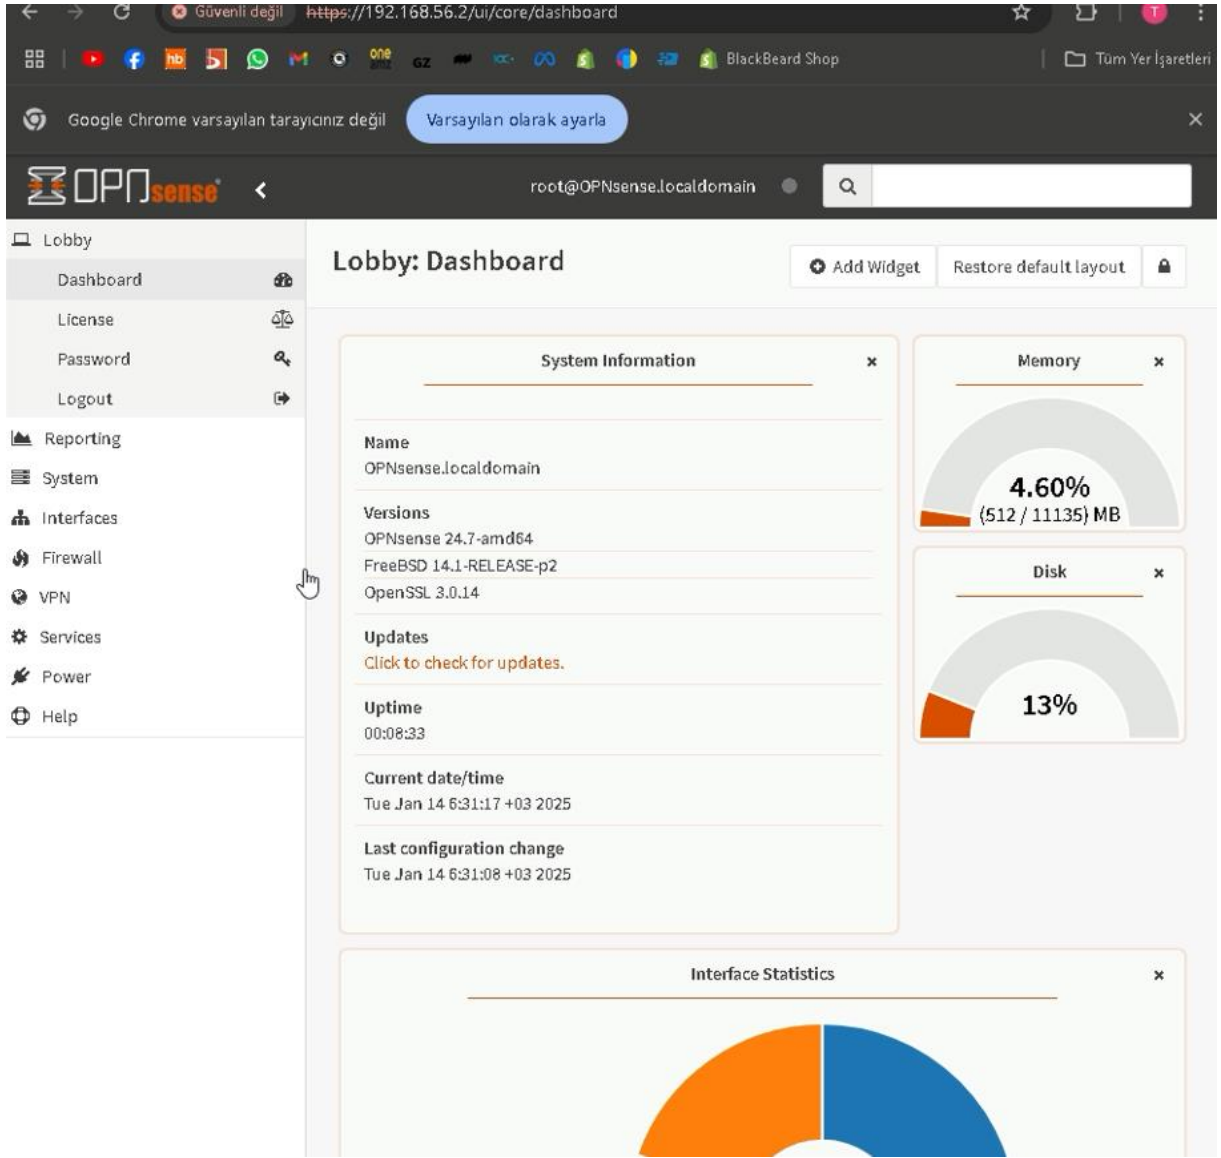 Güvenli değil https://192.168.56.2/ui/core/dashboard
T
hb
one
GZ
BlackBeard Shop
Tüm Yer İşaretleri
Google Chrome varsayılan tarayıcınız değil
Varsayılan olarak ayarla
OPNsense
root@OPNsense.localdomain
Lobby
Dashboard
License
Password
Logout
Reporting
System
Interfaces
Firewall
VPN
Services
Power
Help
Lobby: Dashboard
Add Widget
Restore default layout
System Information
Name
OPNsense.localdomain
Versions
OPNsense 24.7-amd64
FreeBSD 14.1-RELEASE-p2
OpenSSL 3.0.14
Updates
Click to check for updates.
Uptime
00:08:33
Current date/time
Tue Jan 14 6:31:17 +03 2025
Last configuration change
Tue Jan 14 6:31:08 +03 2025
Memory
4.60%
(512 / 11135) MB
Disk
13%
Interface Statistics